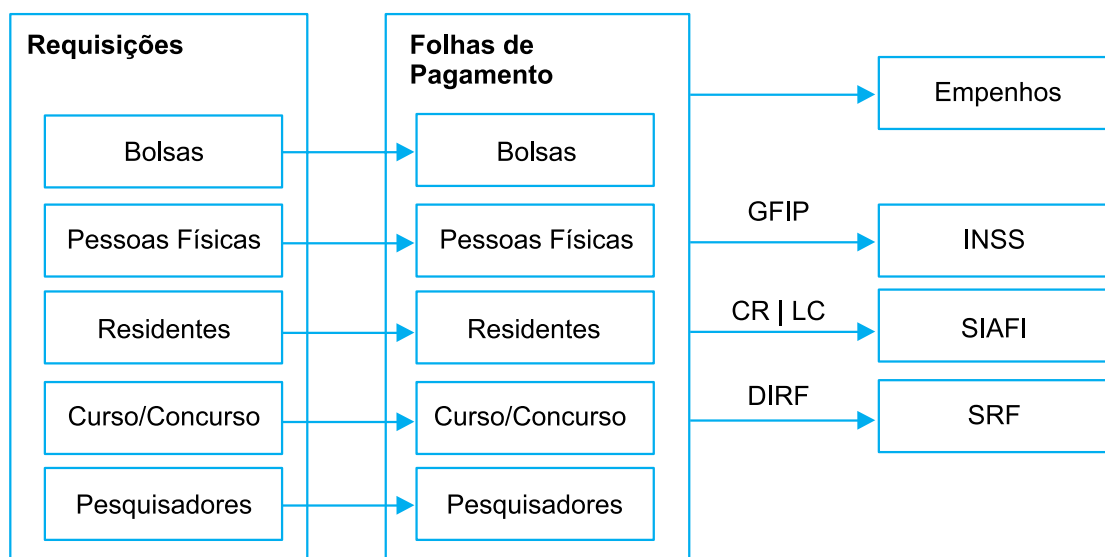 Requisições
Bolsas
Pessoas Físicas
Residentes
Curso/Concurso
Pesquisadores
Folhas de
Pagamento
Bolsas
Pessoas Físicas
Residentes
Curso/Concurso
Pesquisadores
GFIP
CR | LC
DIRF
Empenhos
INSS
SIAFI
SRF